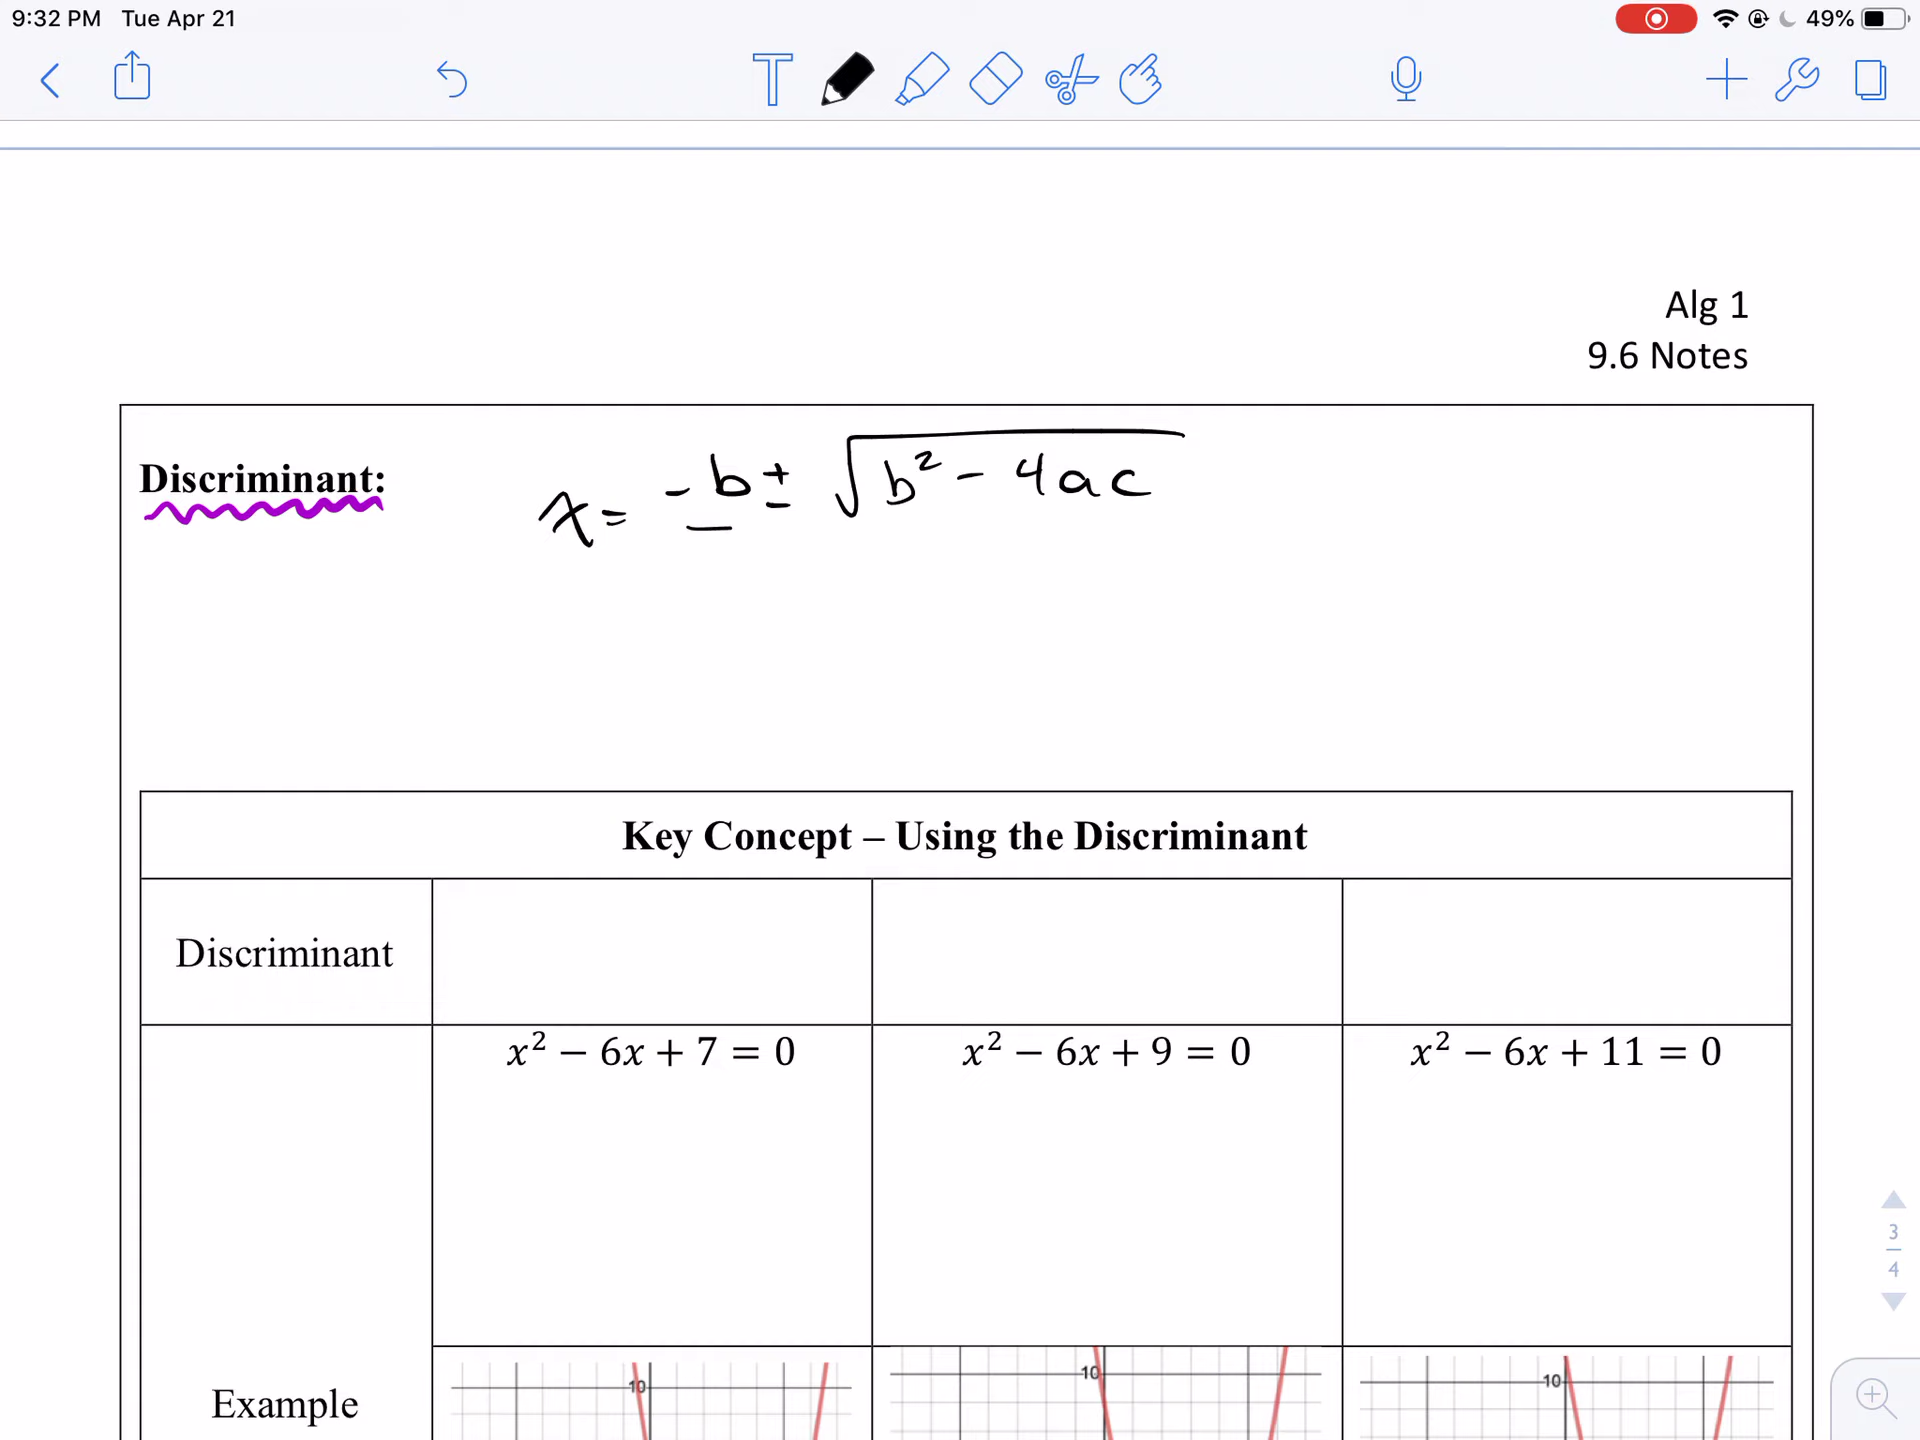 9:32 PM Tue Apr 21 49%
T
Alg 1
9.6 Notes
Discriminant:
x = -b ± √b² - 4ac
Key Concept – Using the Discriminant
Discriminant
x² − 6x + 7 = 0 x² − 6x + 9 = 0 x² − 6x + 11 = 0
3
4
10 10 10
Example